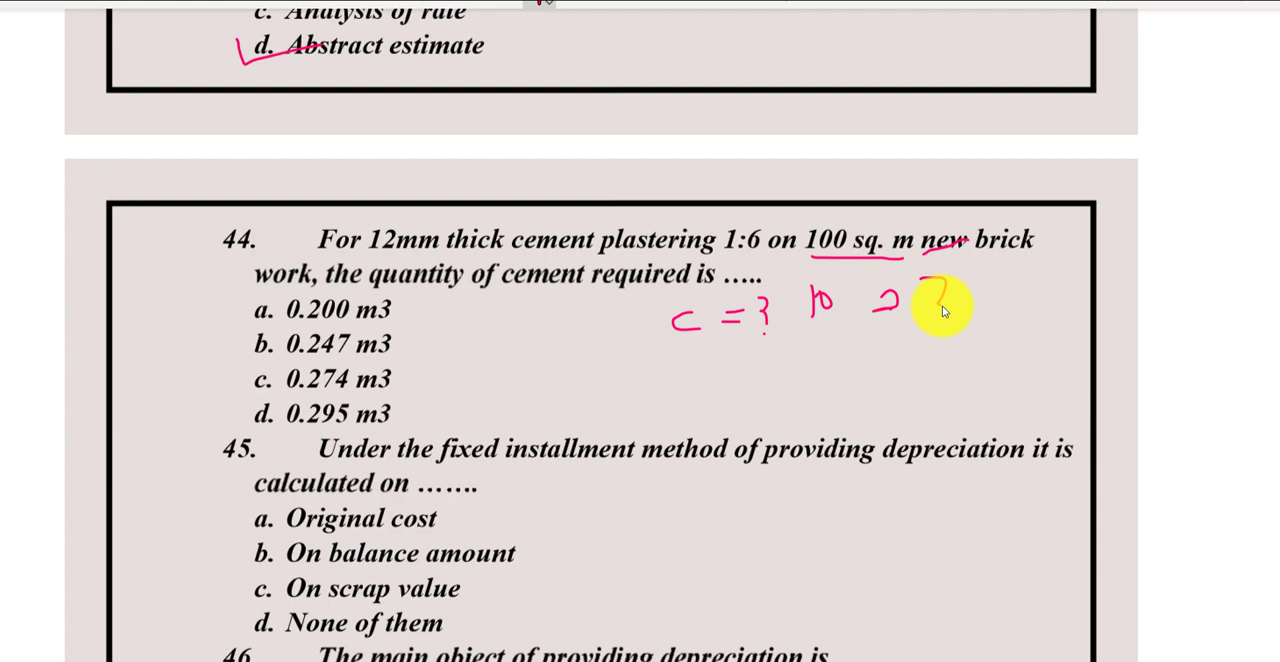 c. Analysis of rate
d. Abstract estimate
44. For 12mm thick cement plastering 1:6 on 100 sq. m new brick
work, the quantity of cement required is .....
c = ?
a. 0.200 m3
b. 0.247 m3
c. 0.274 m3
d. 0.295 m3
45. Under the fixed installment method of providing depreciation it is
calculated on .......
a. Original cost
b. On balance amount
c. On scrap value
d. None of them
46 The main object of providing depreciation is